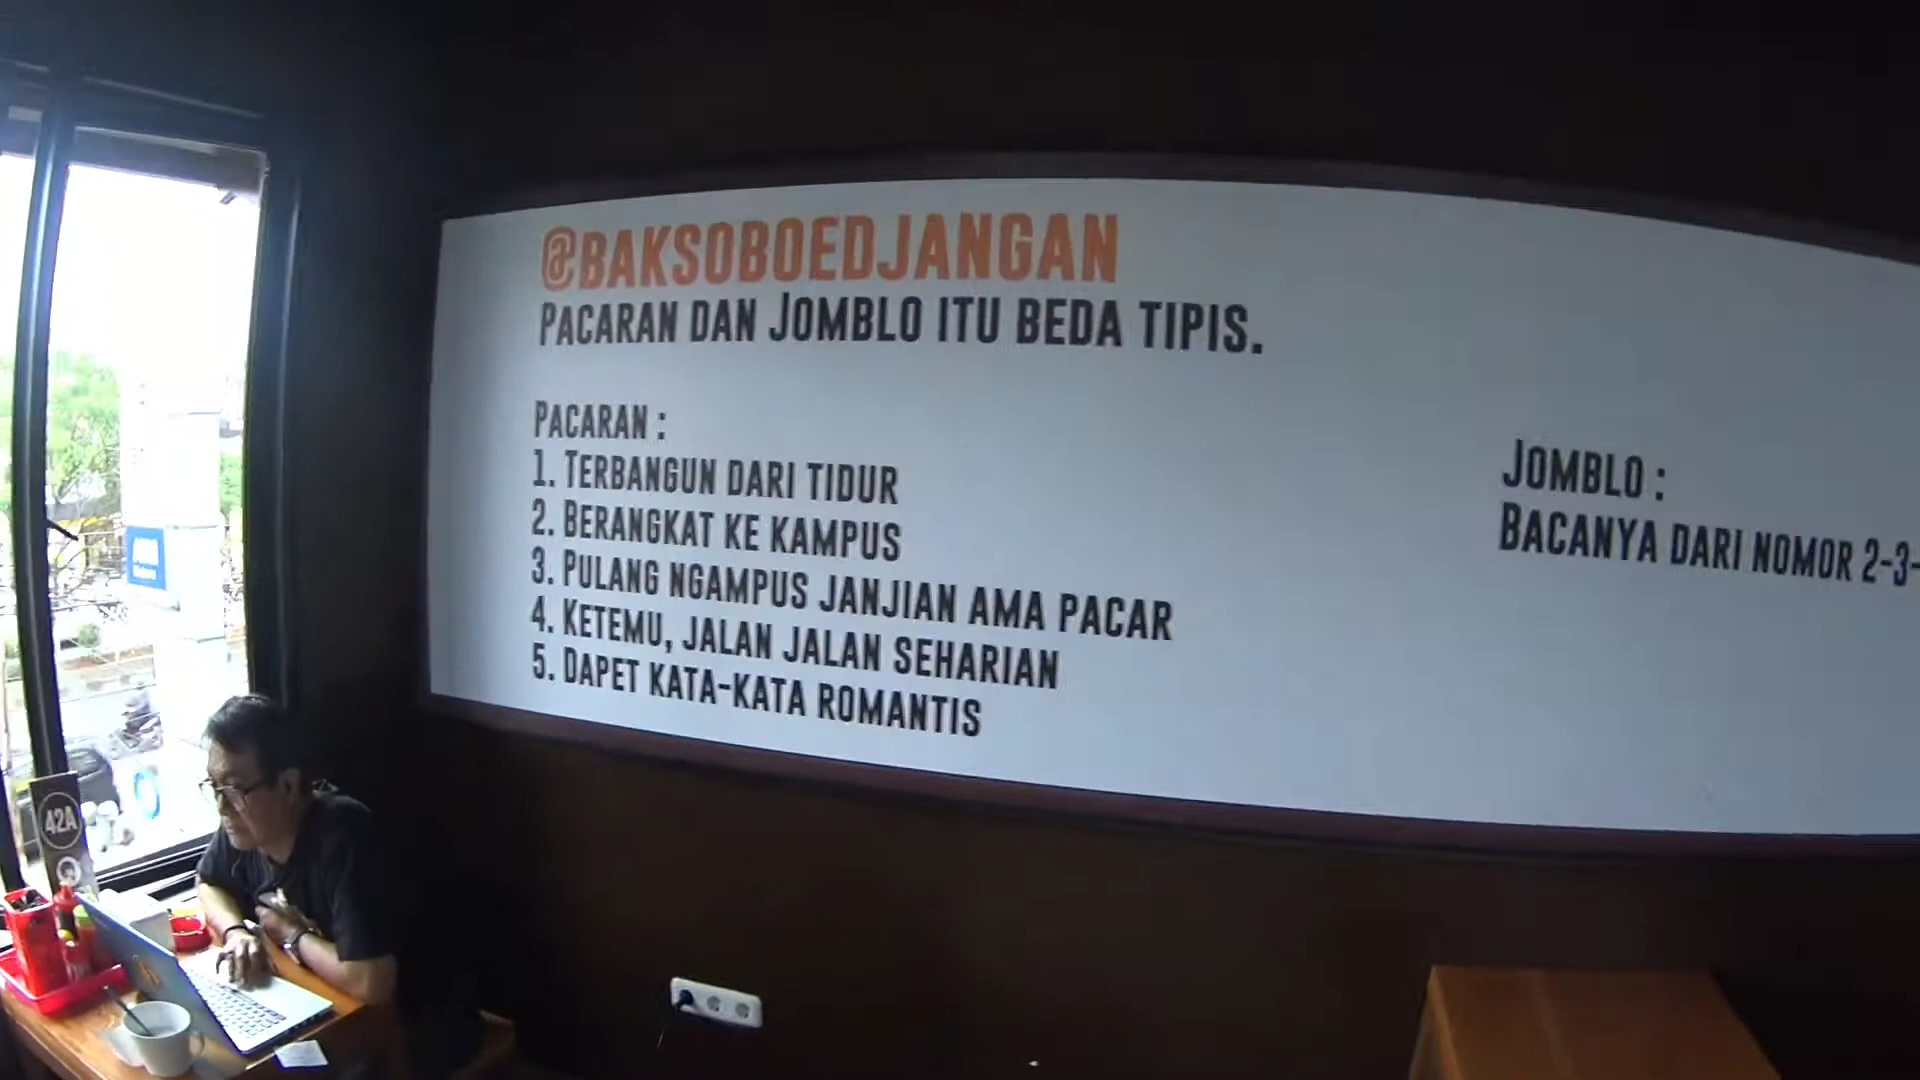 @BAKSOBOEDJANGAN
PACARAN DAN JOMBLO ITU BEDA TIPIS.
PACARAN :
1. TERBANGUN DARI TIDUR
2. BERANGKAT KE KAMPUS
3. PULANG NGAMPUS JANJIAN AMA PACAR
4. KETEMU, JALAN JALAN SEHARIAN
5. DAPET KATA-KATA ROMANTIS
JOMBLO :
BACANYA DARI NOMOR 2-3-
42A